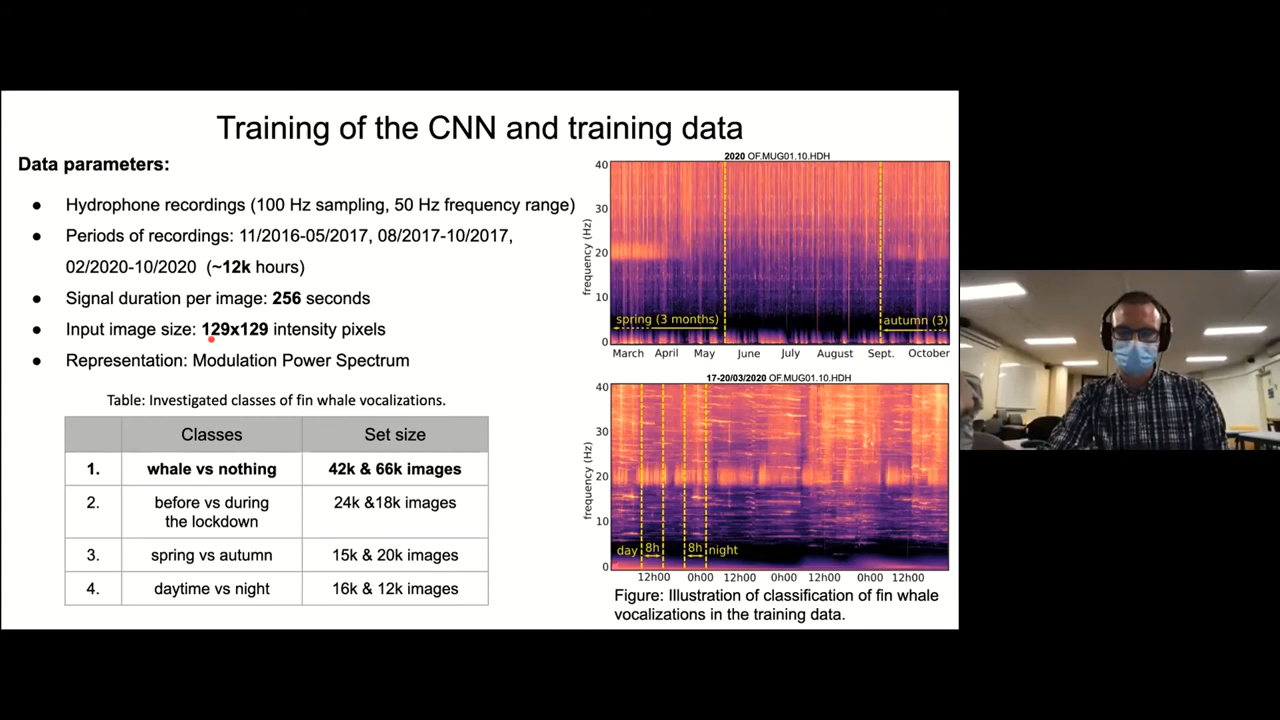 Training of the CNN and training data
Data parameters:
● Hydrophone recordings (100 Hz sampling, 50 Hz frequency range)
● Periods of recordings: 11/2016-05/2017, 08/2017-10/2017,
02/2020-10/2020 (~12k hours)
● Signal duration per image: 256 seconds
● Input image size: 129x129 intensity pixels
● Representation: Modulation Power Spectrum
Table: Investigated classes of fin whale vocalizations.
Classes Set size
1. whale vs nothing 42k & 66k images
2. before vs during 24k &18k images
the lockdown
3. spring vs autumn 15k & 20k images
4. daytime vs night 16k & 12k images
2020 OF.MUG01.10.HDH
40
30
20
10
0
frequency (Hz)
spring (3 months) autumn (3)
March April May June July August Sept. October
17-20/03/2020 OF.MUG01.10.HDH
40
30
20
10
0
frequency (Hz)
day 8h 8h night
12h00 0h00 12h00 0h00 12h00 0h00 12h00
Figure: Illustration of classification of fin whale
vocalizations in the training data.